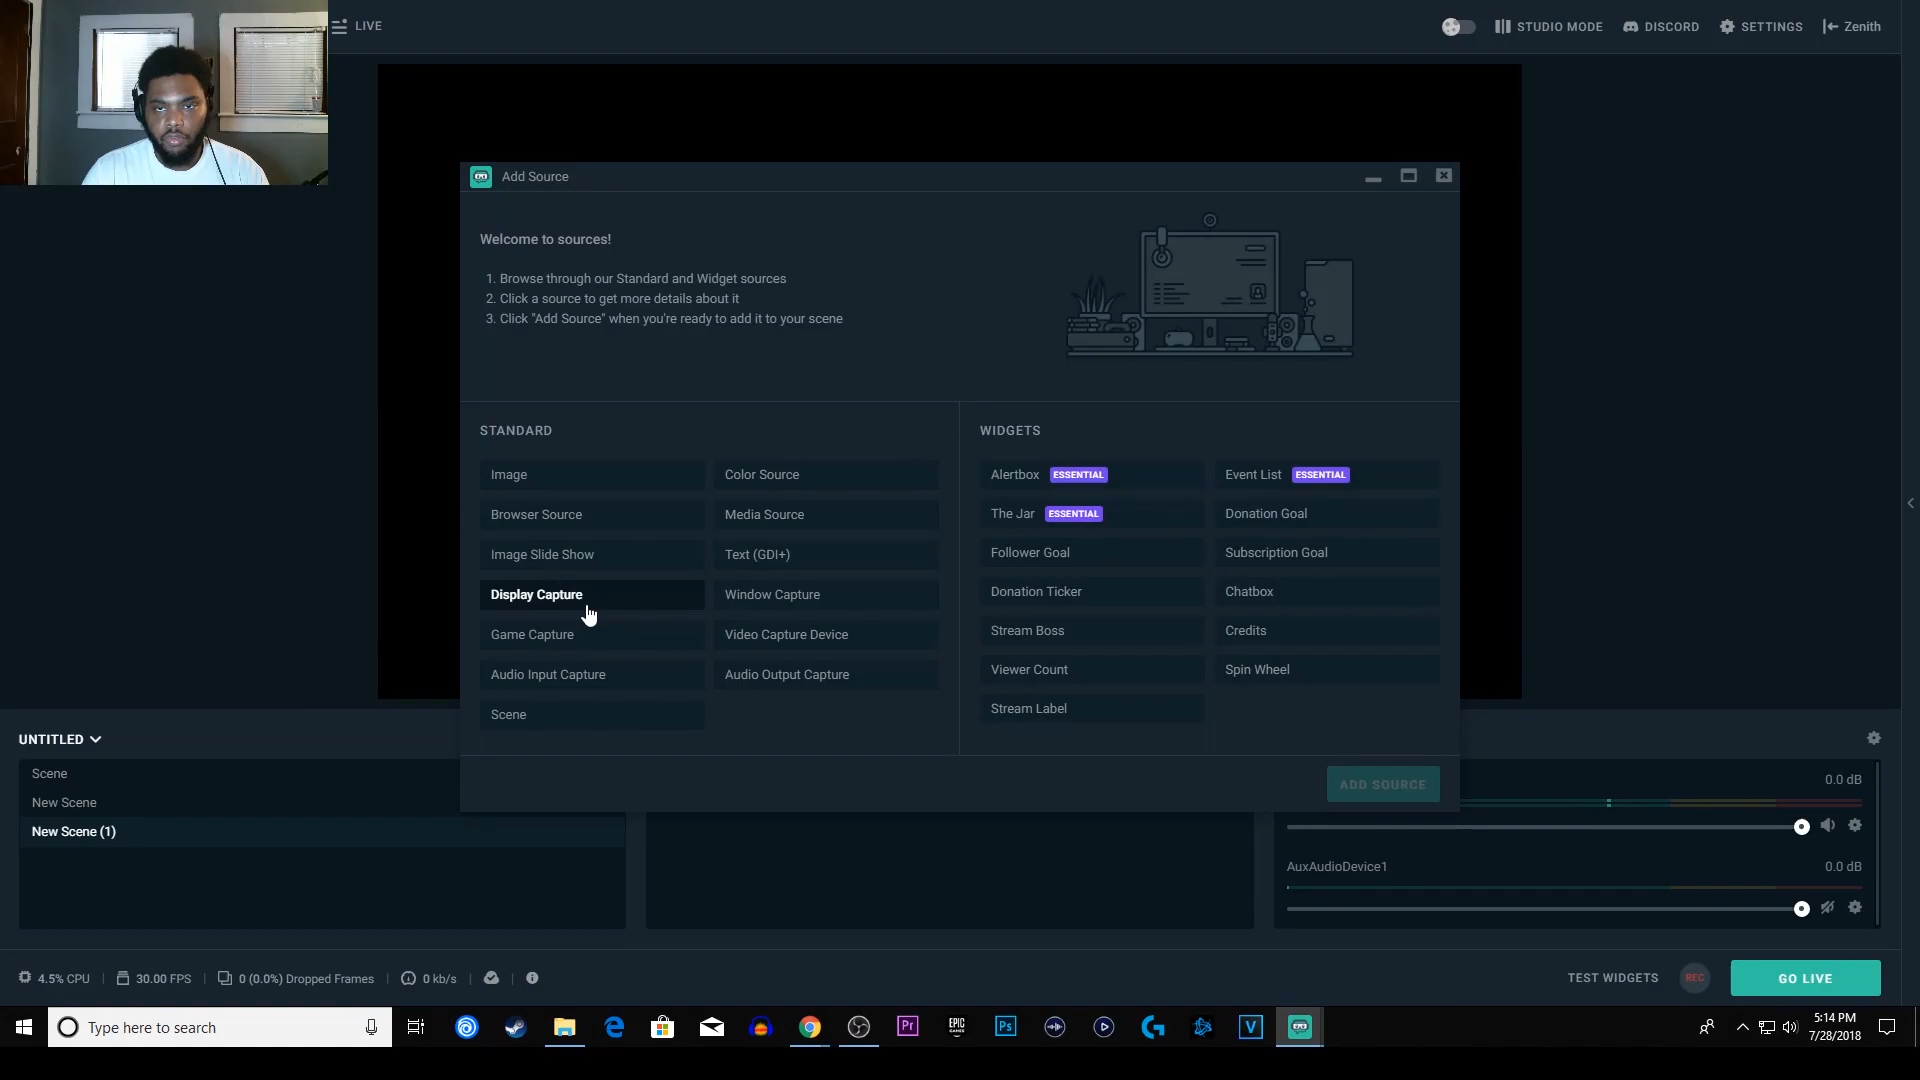 LIVE
STUDIO MODE
DISCORD
SETTINGS
Zenith
Add Source
Welcome to sources!
1. Browse through our Standard and Widget sources
2. Click a source to get more details about it
3. Click "Add Source" when you're ready to add it to your scene
STANDARD
Image
Color Source
Browser Source
Media Source
Image Slide Show
Text (GDI+)
Display Capture
Window Capture
Game Capture
Video Capture Device
Audio Input Capture
Audio Output Capture
Scene
WIDGETS
Alertbox ESSENTIAL
Event List ESSENTIAL
The Jar ESSENTIAL
Donation Goal
Follower Goal
Subscription Goal
Donation Ticker
Chatbox
Stream Boss
Credits
Viewer Count
Spin Wheel
Stream Label
ADD SOURCE
UNTITLED
Scene
New Scene
New Scene (1)
0.0 dB
AuxAudioDevice1
0.0 dB
4.5% CPU
30.00 FPS
0 (0.0%) Dropped Frames
0 kb/s
TEST WIDGETS
REC
GO LIVE
Type here to search
Pr
EPIC
GAMES
Ps
V
5:14 PM
7/28/2018